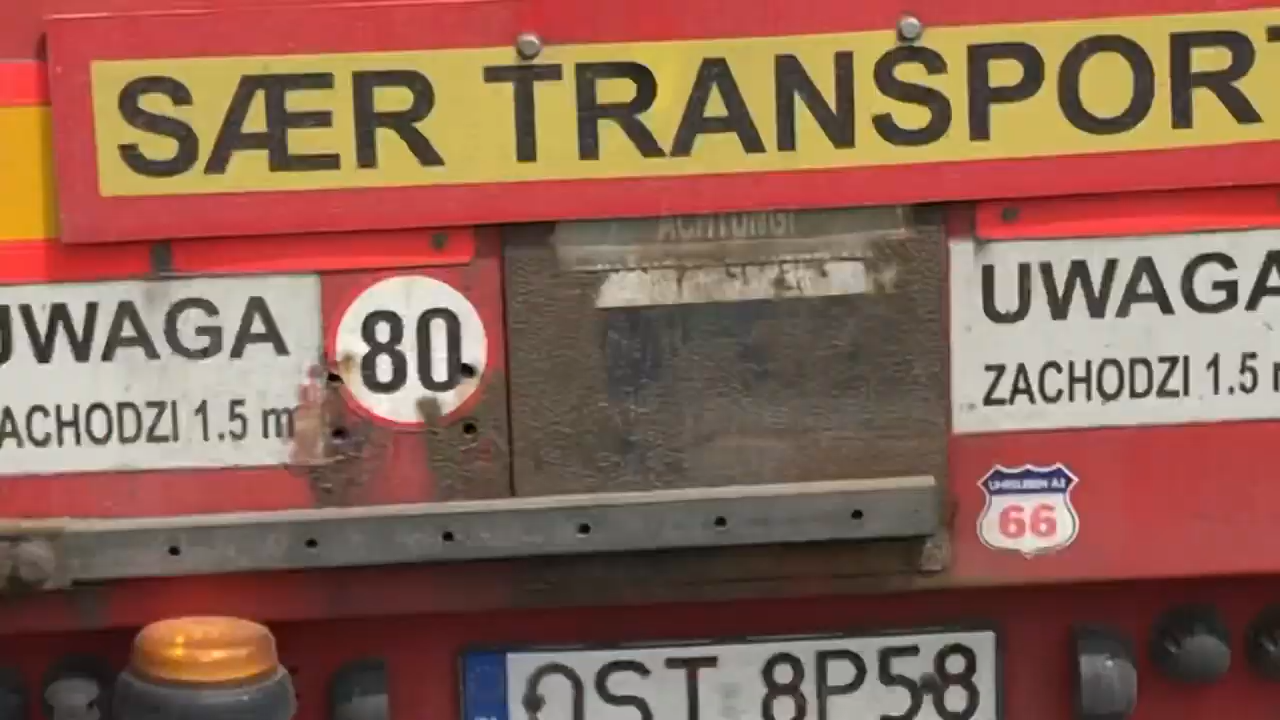 SÆR TRANSPORT
ACHTUNG!
UWAGA
ZACHODZI 1.5 m
80
UWAGA
ZACHODZI 1.5 m
66
OST 8P58